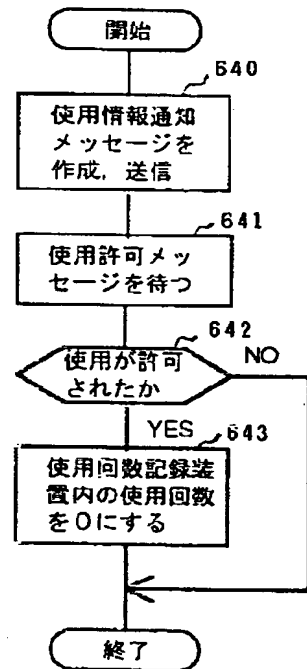 開始
640
使用情報通知
メッセージを
作成，送信
641
使用許可メッ
セージを待つ
642
使用が許可
されたか
NO
YES
643
使用回数記録装
置内の使用回数
を0にする
終了